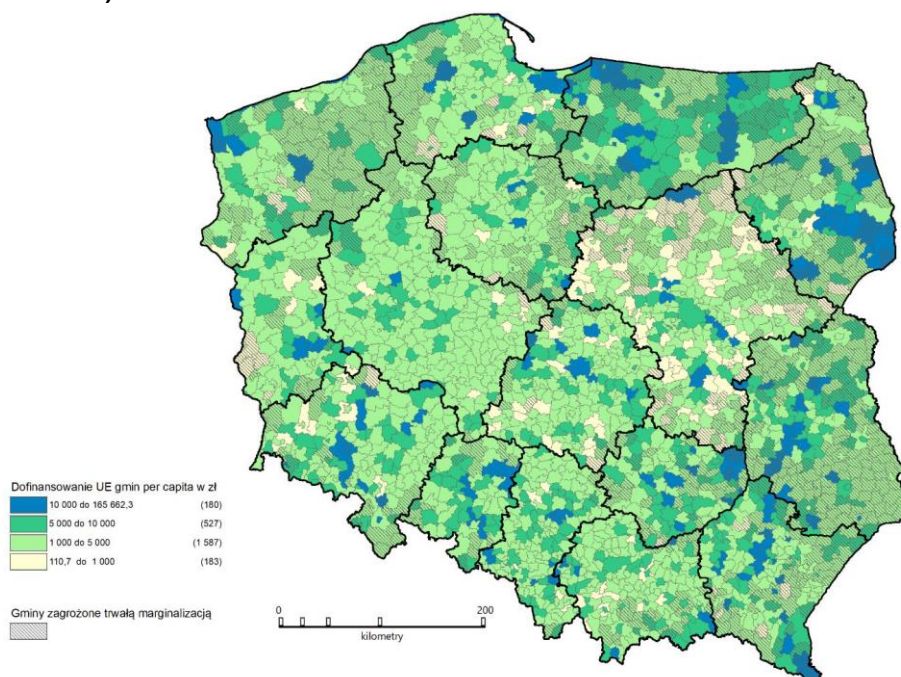 Dofinansowanie UE gmin per capita w zł
10 000 do 165 662,3 (180)
5 000 do 10 000 (527)
1 000 do 5 000 (1 587)
110,7 do 1 000 (183)
Gminy zagrożone trwałą marginalizacją
0 200
kilometry